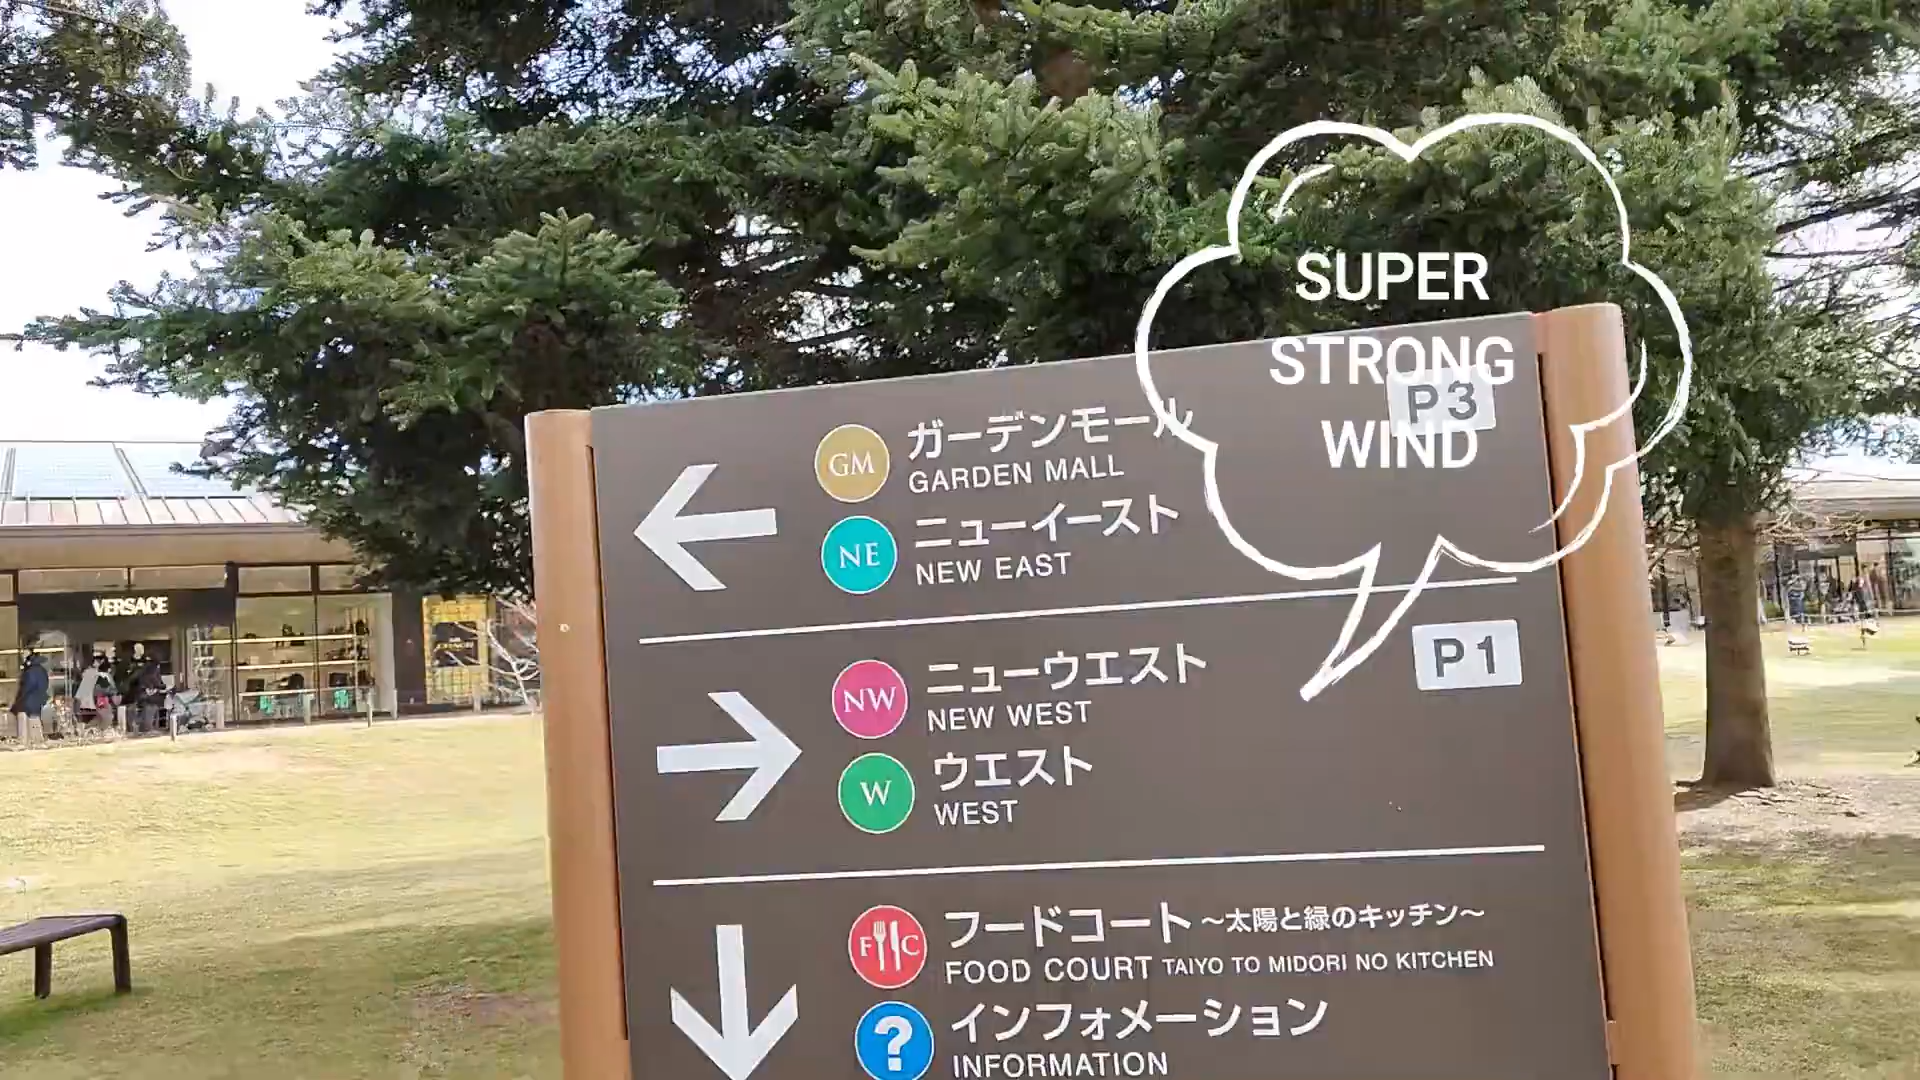 SUPER
STRONG
WIND
P3
GM ガーデンモール
GARDEN MALL
NE ニューイースト
NEW EAST
VERSACE
NW ニューウエスト P1
NEW WEST
W ウエスト
WEST
FC フードコート ～太陽と緑のキッチン～
FOOD COURT TAIYO TO MIDORI NO KITCHEN
? インフォメーション
INFORMATION